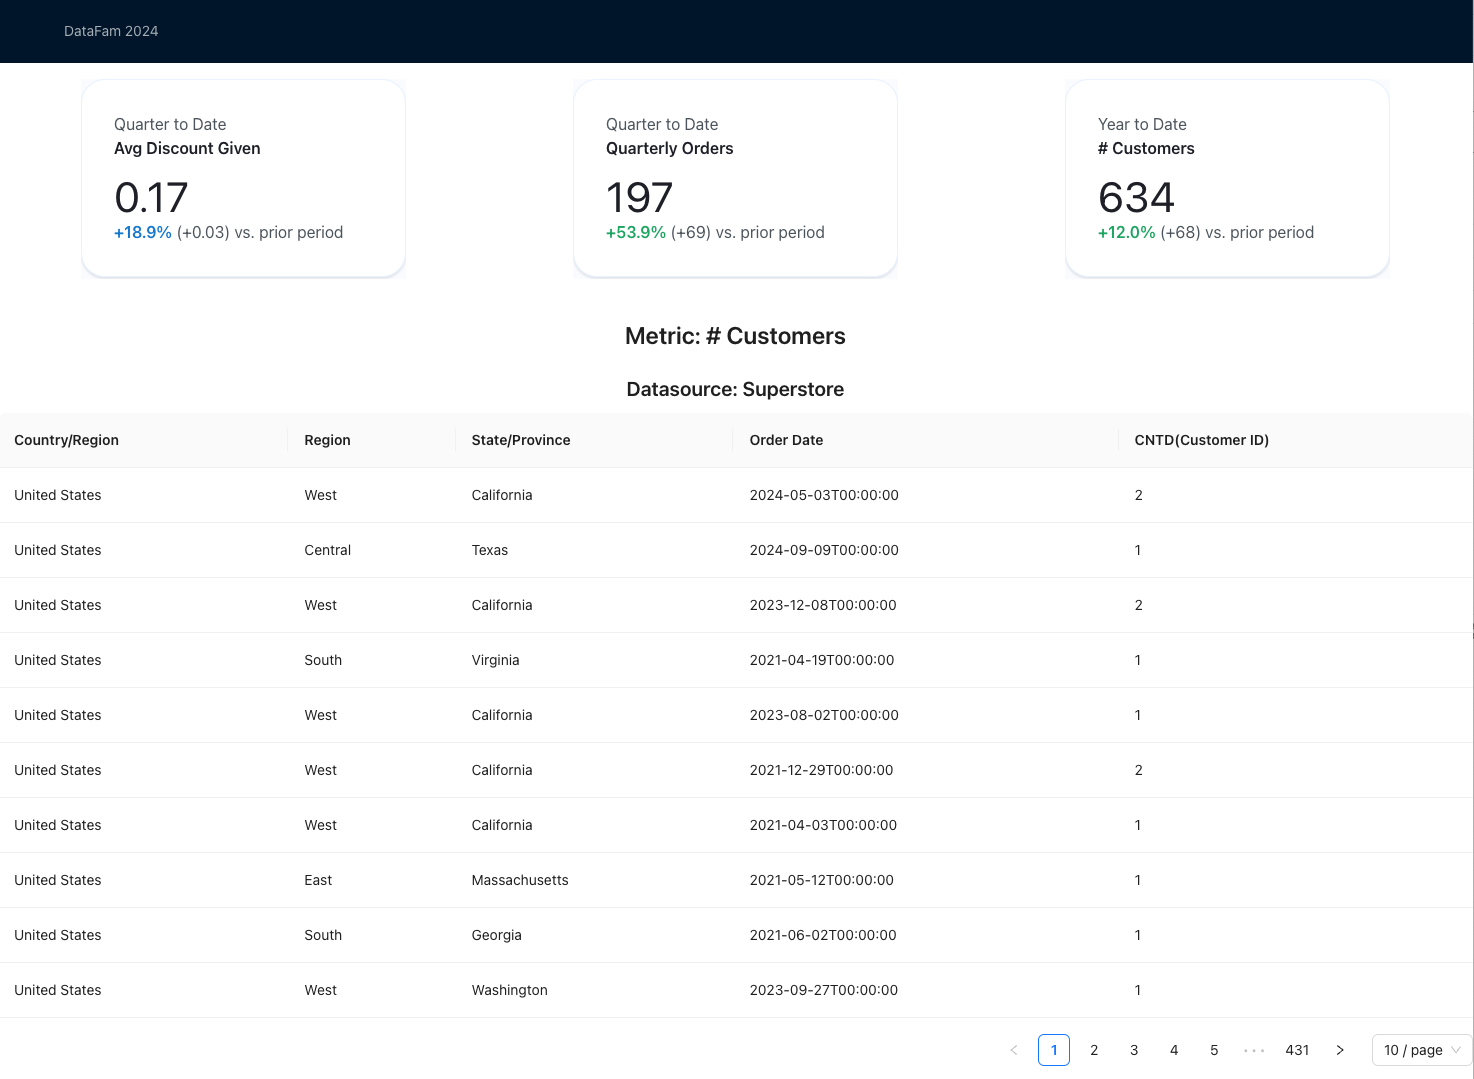 DataFam 2024
Quarter to Date
Avg Discount Given
0.17
+18.9% (+0.03) vs. prior period
Quarter to Date
Quarterly Orders
197
+53.9% (+69) vs. prior period
Year to Date
# Customers
634
+12.0% (+68) vs. prior period
Metric: # Customers
Datasource: Superstore
Country/Region Region State/Province Order Date CNTD(Customer ID)
United States West California 2024-05-03T00:00:00 2
United States Central Texas 2024-09-09T00:00:00 1
United States West California 2023-12-08T00:00:00 2
United States South Virginia 2021-04-19T00:00:00 1
United States West California 2023-08-02T00:00:00 1
United States West California 2021-12-29T00:00:00 2
United States West California 2021-04-03T00:00:00 1
United States East Massachusetts 2021-05-12T00:00:00 1
United States South Georgia 2021-06-02T00:00:00 1
United States West Washington 2023-09-27T00:00:00 1
< 1 2 3 4 5 ••• 431 > 10 / page